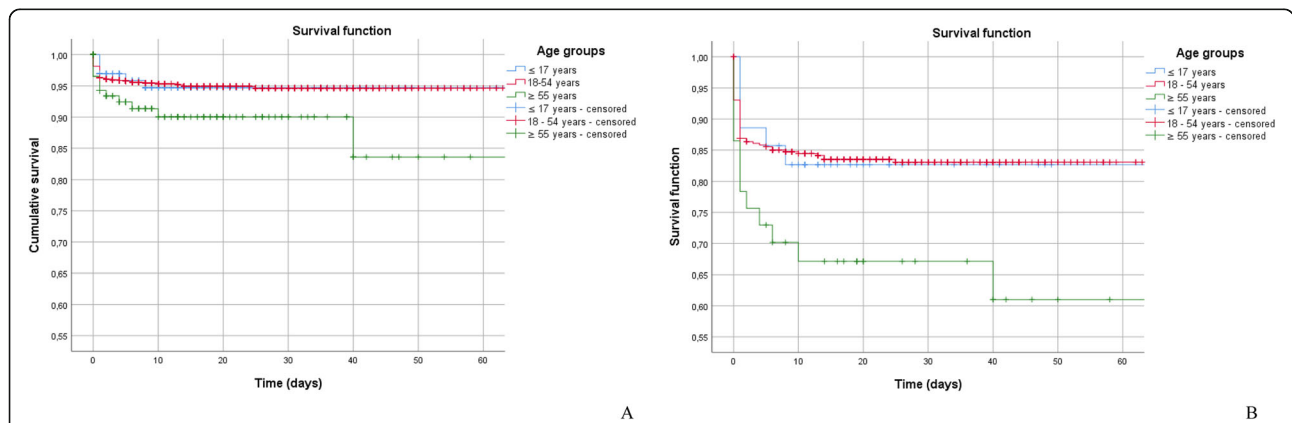 Survival function
Age groups
≤ 17 years
18-54 years
≥ 55 years
≤ 17 years - censored
18 - 54 years - censored
≥ 55 years - censored
Cumulative survival
1,00
0,95
0,90
0,85
0,80
0,75
0,70
0,65
0,60
0,55
0 10 20 30 40 50 60
Time (days)
A
Survival function
Age groups
≤ 17 years
18 - 54 years
≥ 55 years
≤ 17 years - censored
18 - 54 years - censored
≥ 55 years - censored
Survival function
1,00
0,95
0,90
0,85
0,80
0,75
0,70
0,65
0,60
0,55
0 10 20 30 40 50 60
Time (days)
B